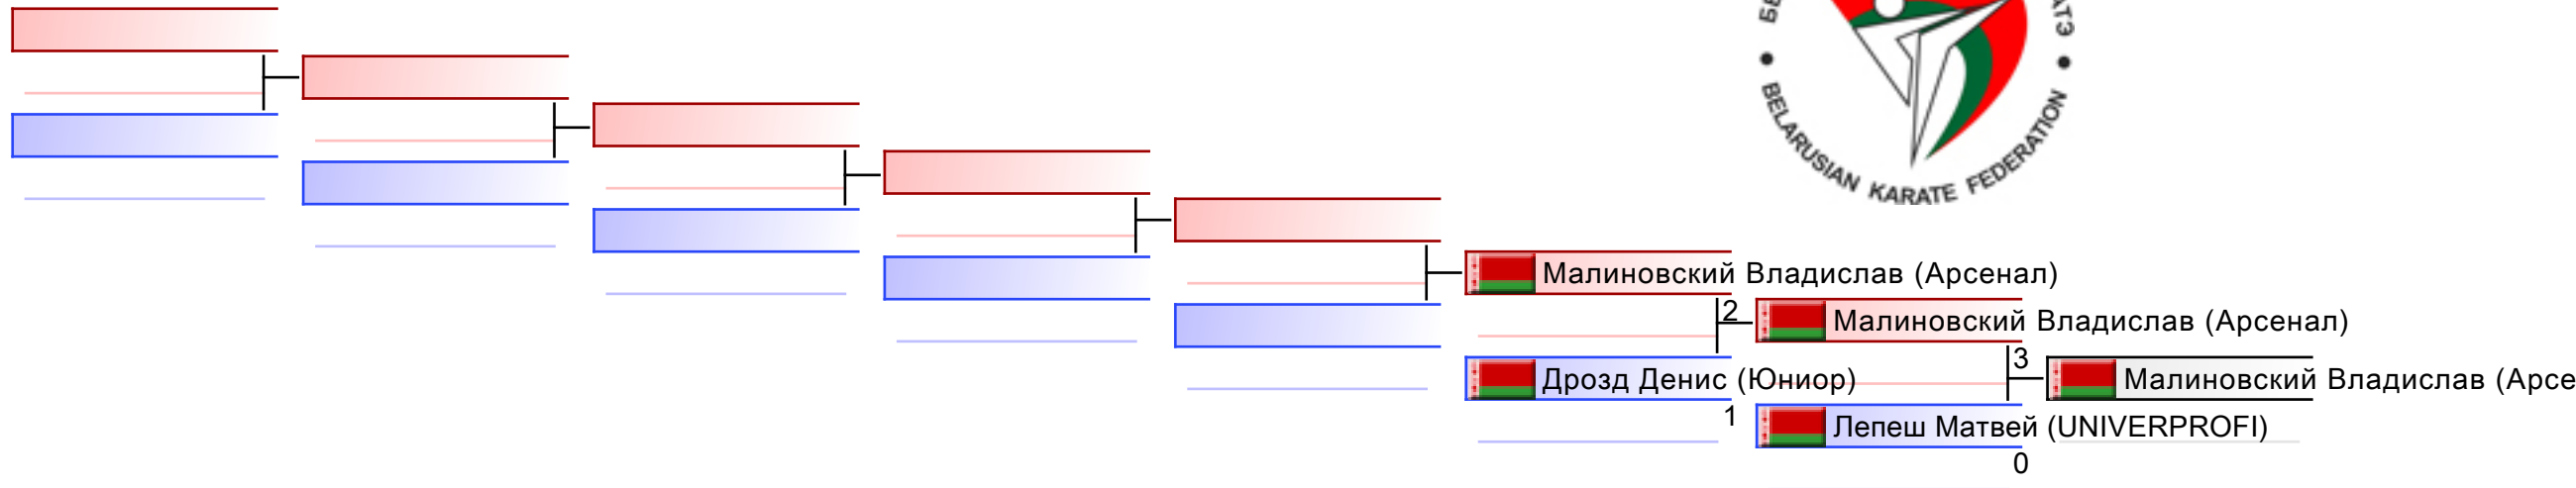 BELARUSIAN KARATE FEDERATION
Малиновский Владислав (Арсенал)
2
Малиновский Владислав (Арсенал)
3
Дрозд Денис (Юниор)
Малиновский Владислав (Арсе
1
Лепеш Матвей (UNIVERPROFI)
0